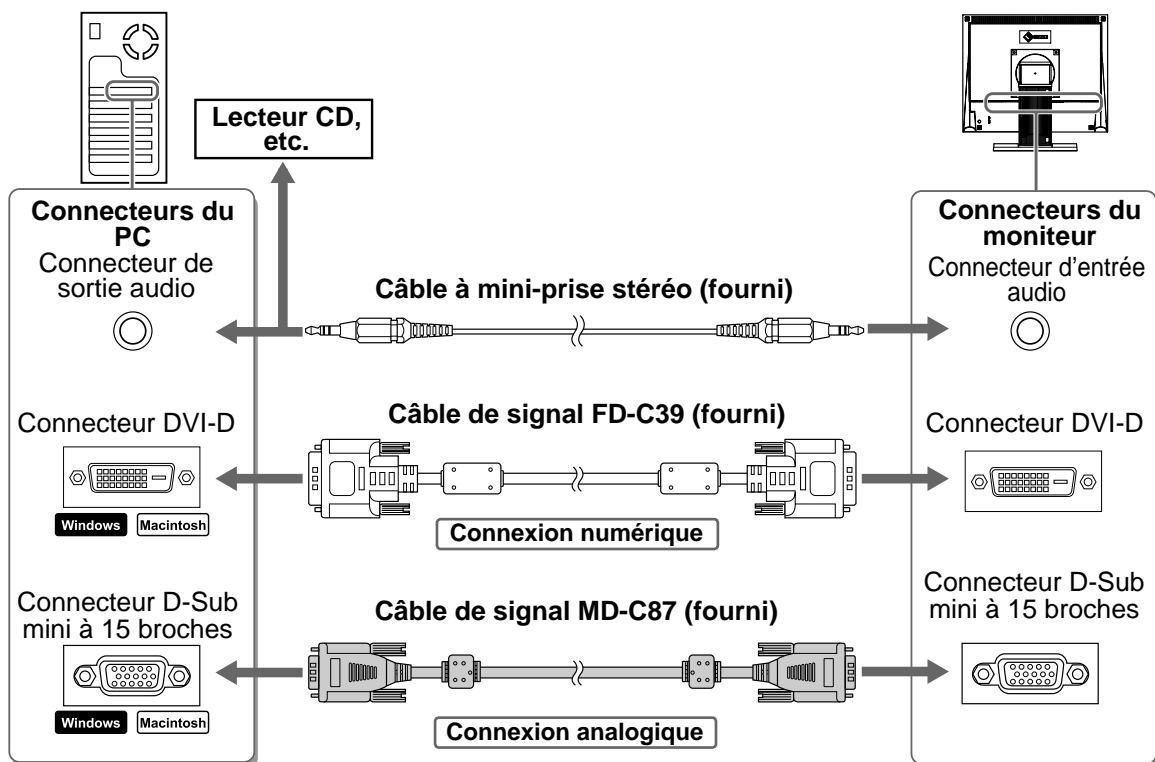 Lecteur CD,
etc.
Connecteurs du
PC
Connecteur de
sortie audio
Câble à mini-prise stéréo (fourni)
Connecteurs du
moniteur
Connecteur d'entrée
audio
Connecteur DVI-D
Windows Macintosh
Câble de signal FD-C39 (fourni)
Connexion numérique
Connecteur DVI-D
Connecteur D-Sub
mini à 15 broches
Windows Macintosh
Câble de signal MD-C87 (fourni)
Connexion analogique
Connecteur D-Sub
mini à 15 broches